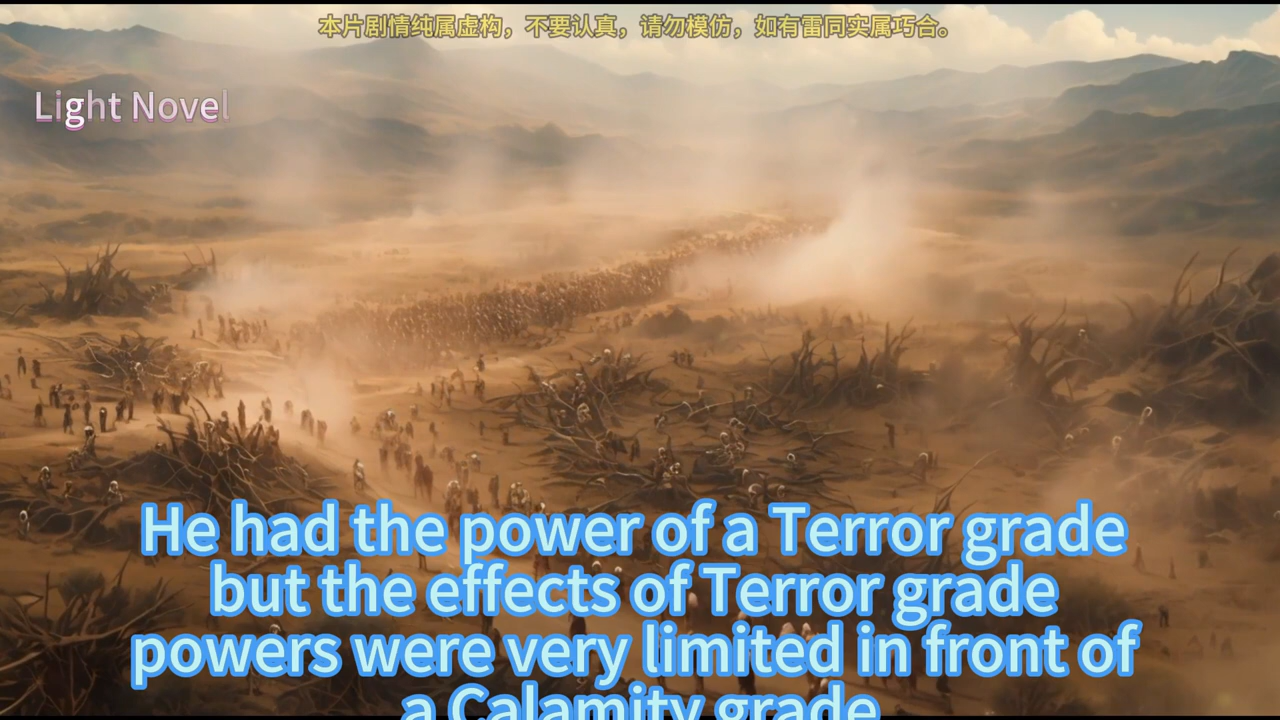 本片剧情纯属虚构，不要认真，请勿模仿，如有雷同实属巧合。
Light Novel
He had the power of a Terror grade
but the effects of Terror grade
powers were very limited in front of
a Calamity grade